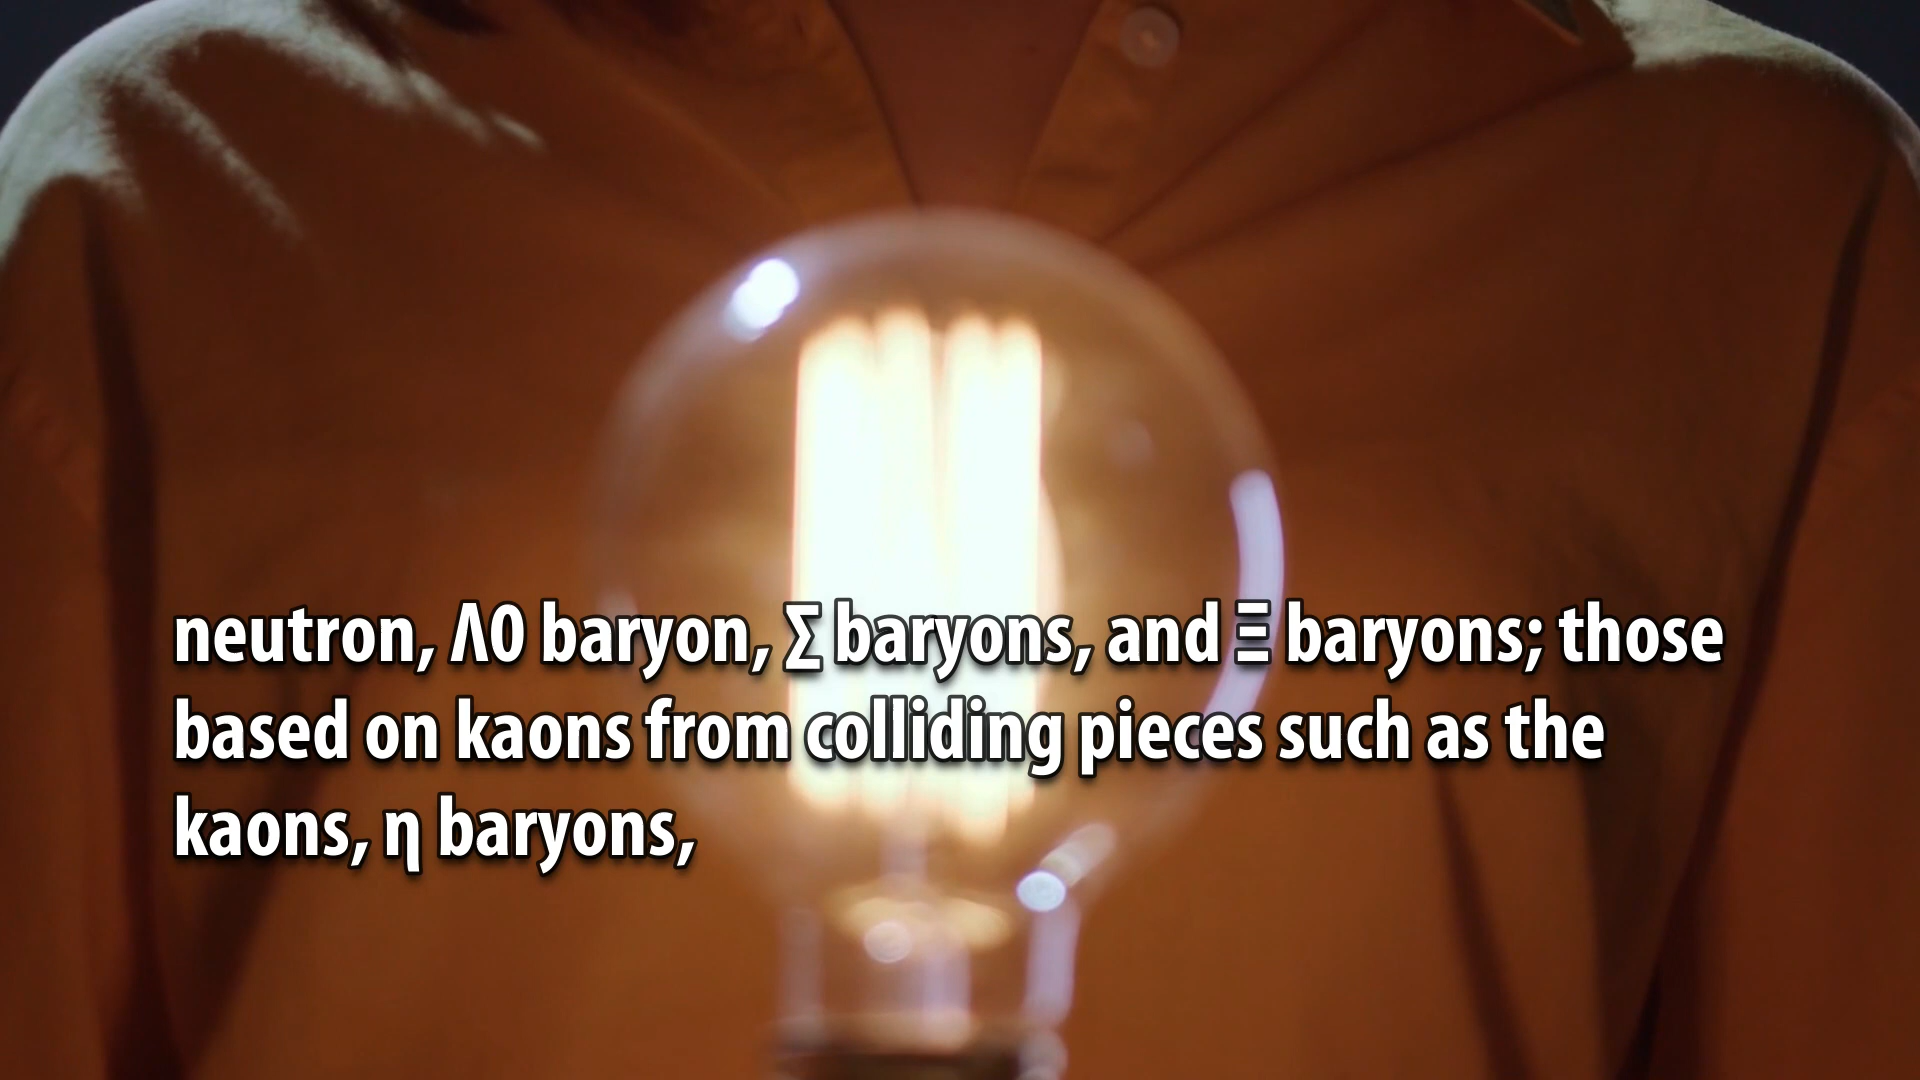 neutron, Λ0 baryon, Σ baryons, and Ξ baryons; those
based on kaons from colliding pieces such as the
kaons, η baryons,